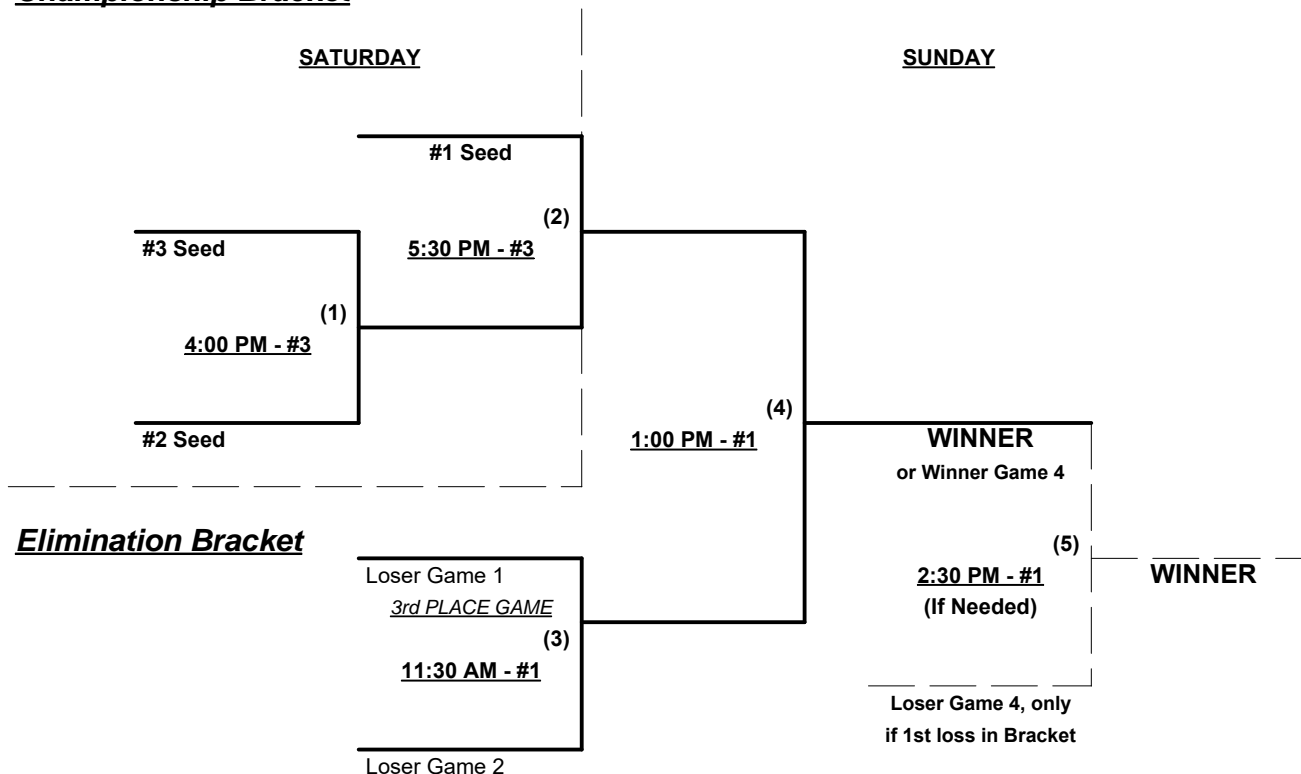 SATURDAY
SUNDAY
#1 Seed
(2)
#3 Seed
5:30 PM - #3
(1)
4:00 PM - #3
(4)
#2 Seed
1:00 PM - #1
WINNER
or Winner Game 4
Elimination Bracket
(5)
Loser Game 1
2:30 PM - #1
WINNER
3rd PLACE GAME
(If Needed)
(3)
11:30 AM - #1
Loser Game 4, only
if 1st loss in Bracket
Loser Game 2